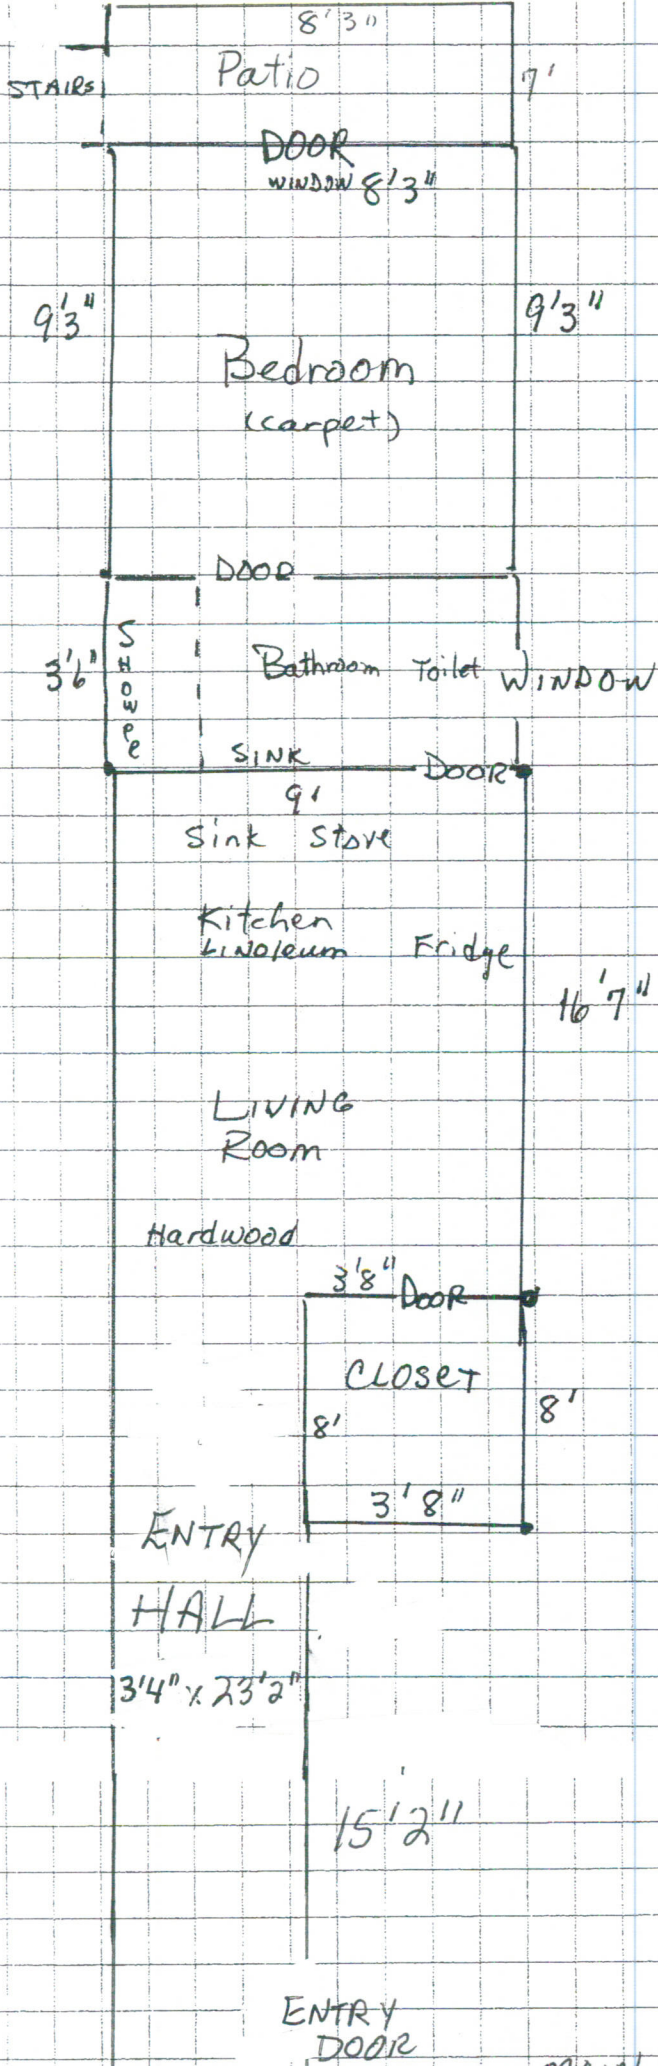 8'3"
Patio
7'
STAIRS
DOOR
WINDOW 8'3"
9'3"
9'3"
Bedroom
(carpet)
DOOR
SHOWER
3'6"
Bathroom Toilet WINDOW
SINK
DOOR
9'
Sink Stove
Kitchen
LINOLEUM Fridge
16'7"
LIVING
Room
Hardwood
3'8" DOOR
CLOSET
8'
8'
3'8"
ENTRY
HALL
3'4" x 23'2"
15'2"
ENTRY
DOOR